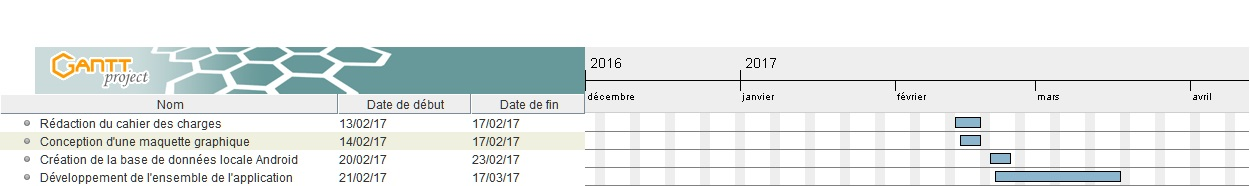 GANTT project
2016 2017
Nom Date de début Date de fin décembre janvier février mars avril
Rédaction du cahier des charges 13/02/17 17/02/17
Conception d'une maquette graphique 14/02/17 17/02/17
Création de la base de données locale Android 20/02/17 23/02/17
Développement de l'ensemble de l'application 21/02/17 17/03/17